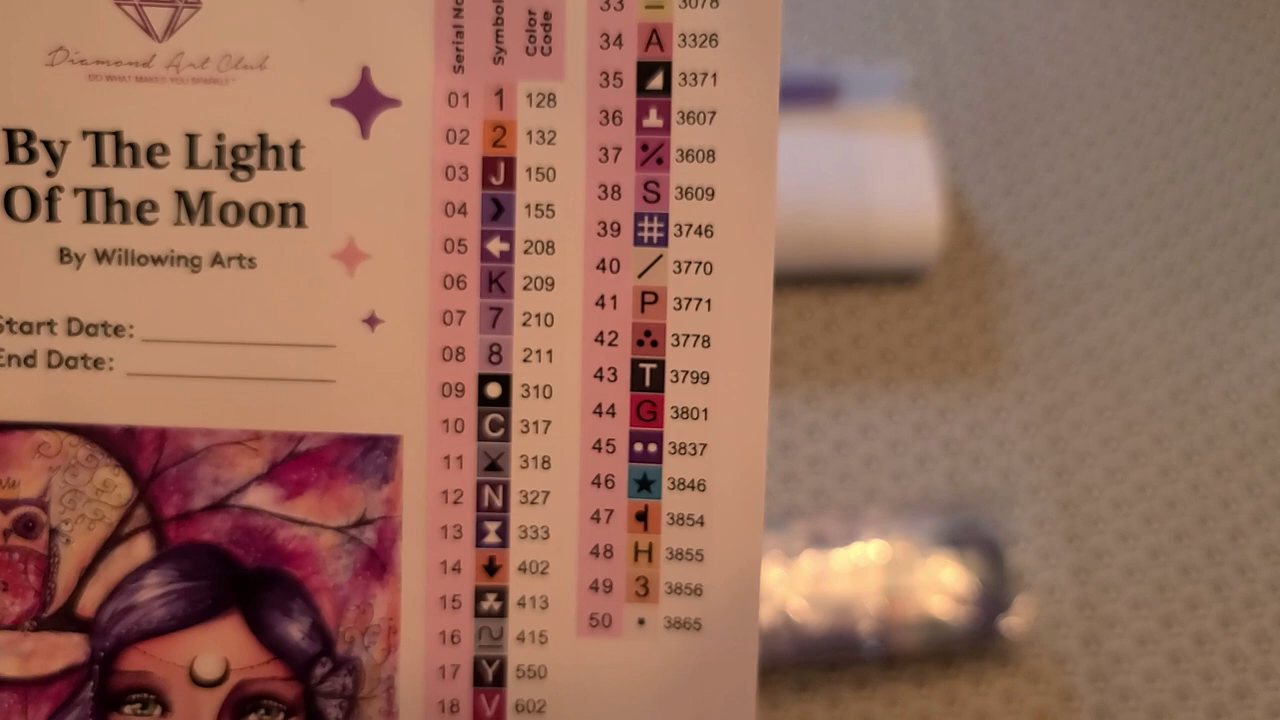 Diamond Art Club
DO WHAT MAKES YOU SPARKLE
By The Light
Of The Moon
By Willowing Arts
Start Date:
End Date:
Serial No
Symbol
Color Code
01 1 128
02 2 132
03 J 150
04 155
05 208
06 K 209
07 7 210
08 8 211
09 310
10 C 317
11 318
12 N 327
13 333
14 402
15 413
16 415
17 Y 550
18 V 602
33 3078
34 A 3326
35 3371
36 3607
37 % 3608
38 S 3609
39 # 3746
40 / 3770
41 P 3771
42 3778
43 T 3799
44 G 3801
45 3837
46 ★ 3846
47 3854
48 H 3855
49 3 3856
50 3865